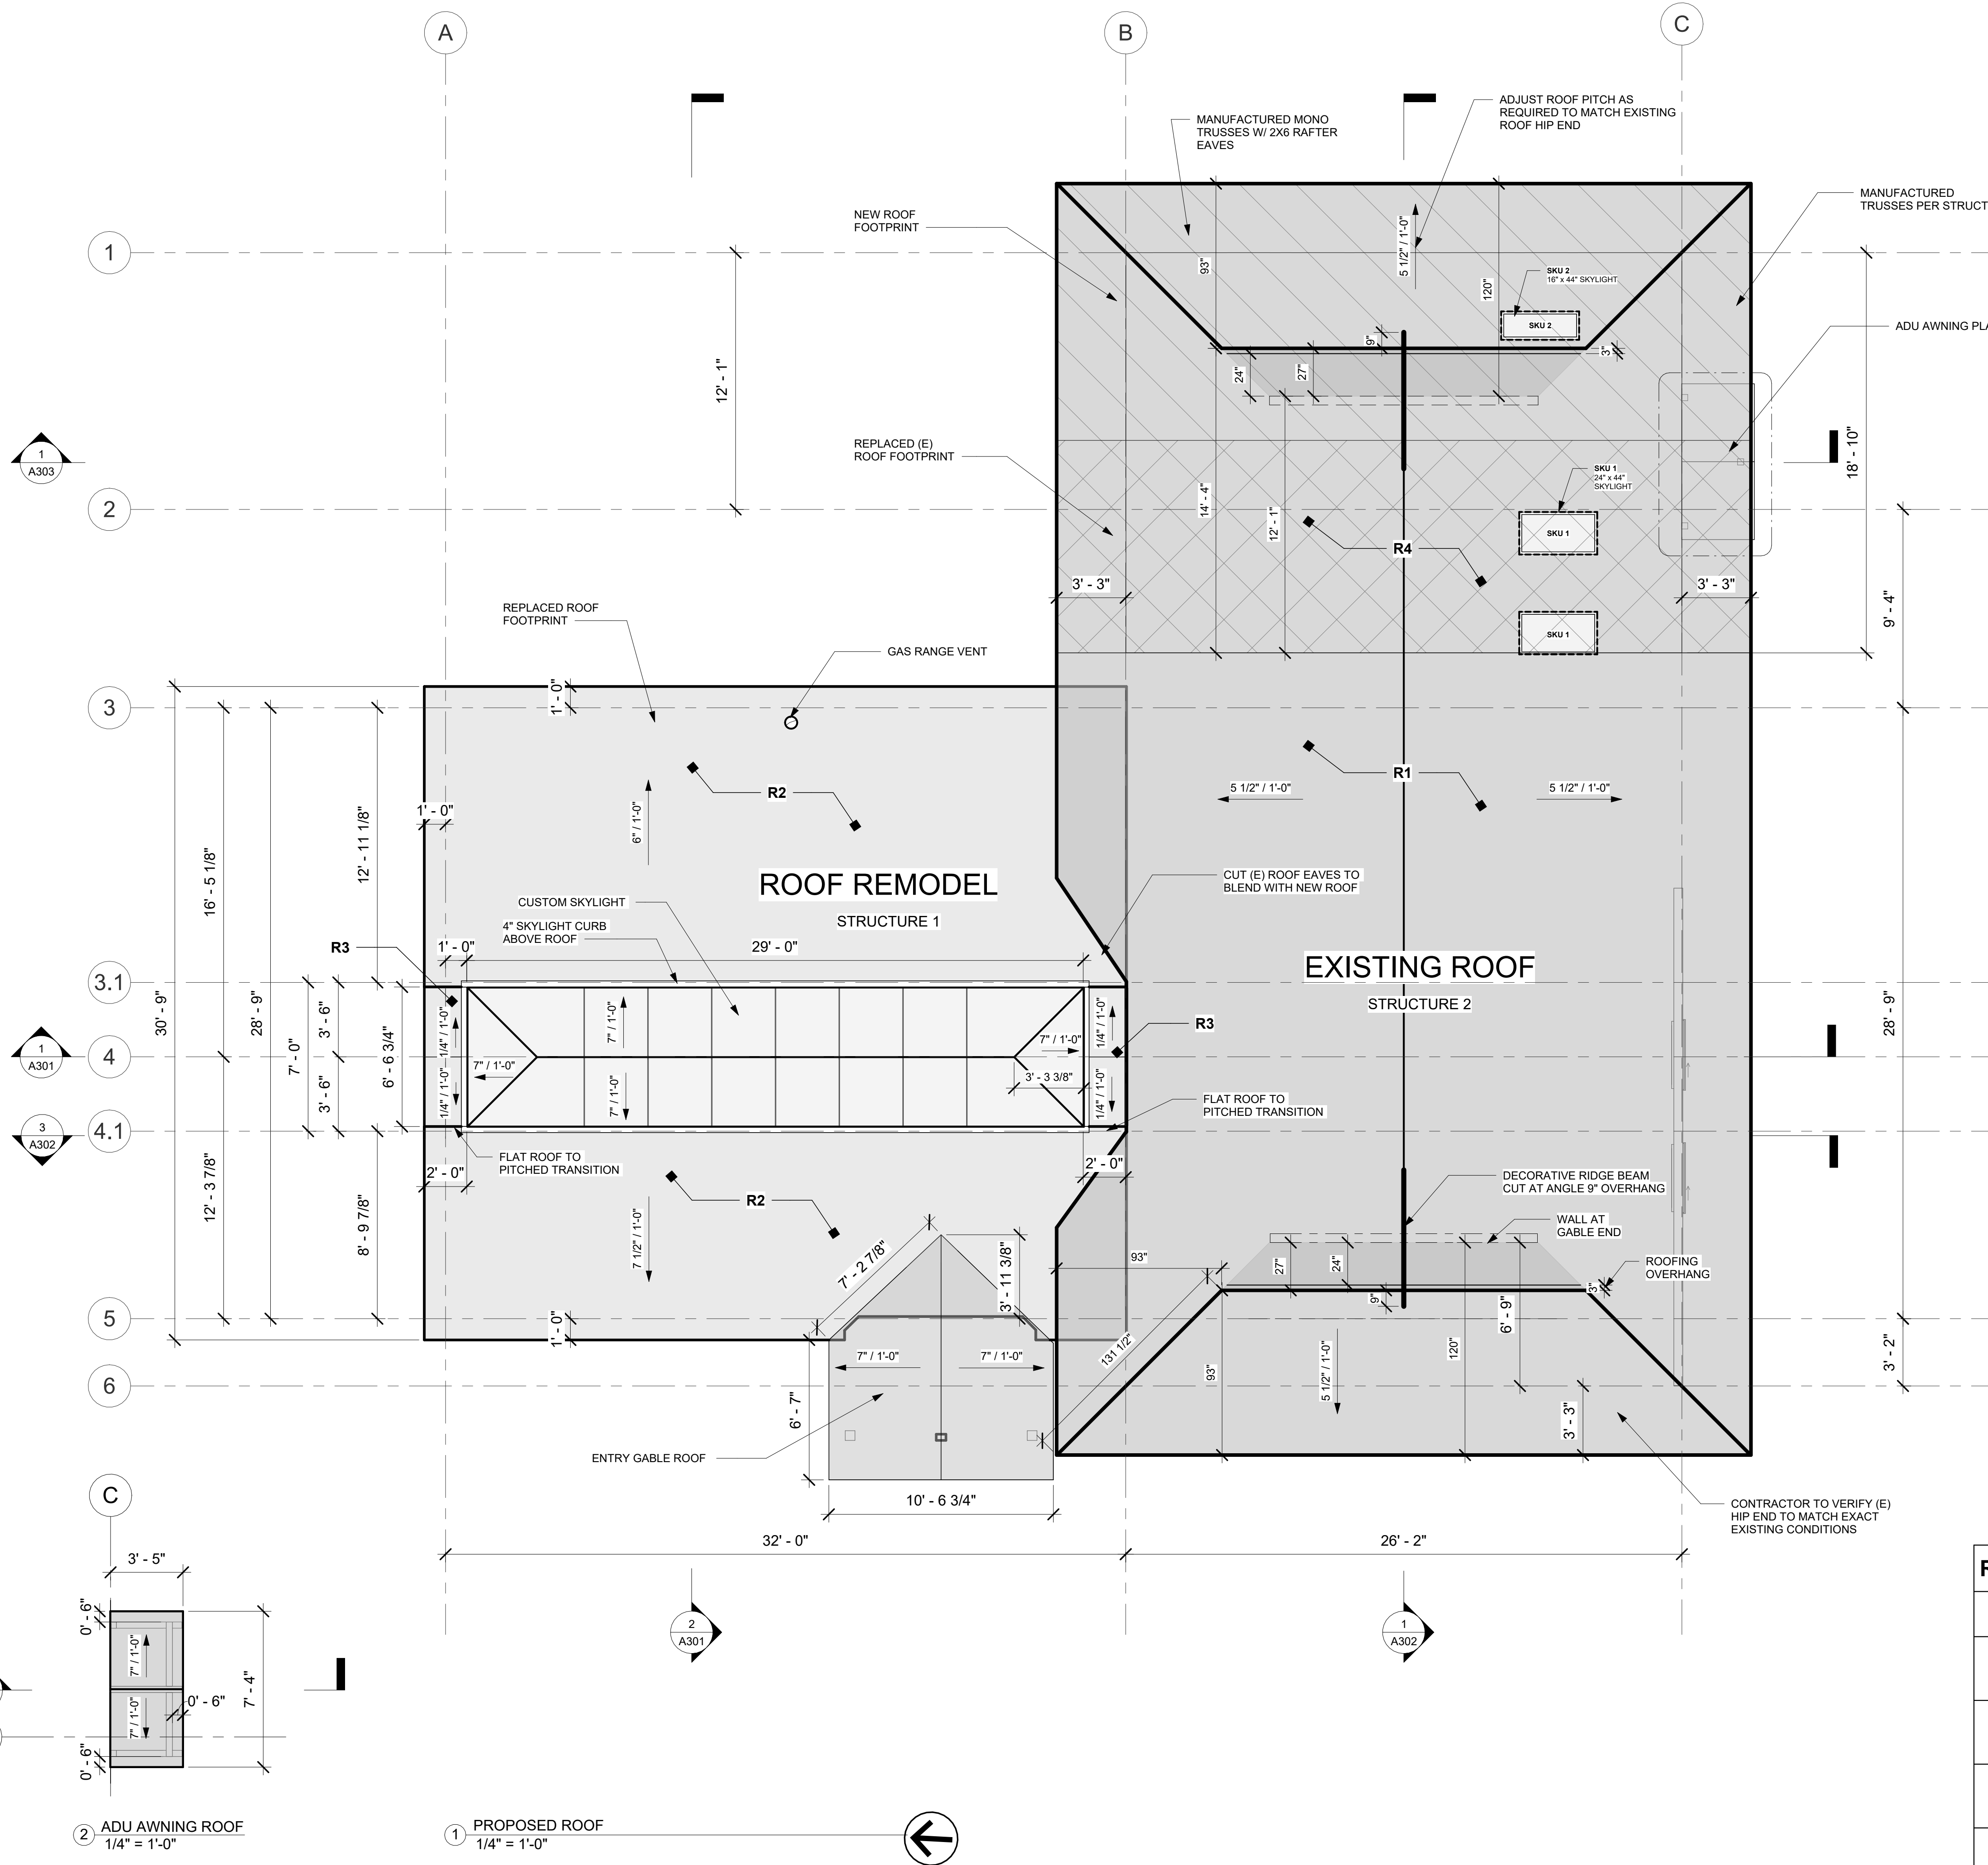 A
B
C
MANUFACTURED MONO
TRUSSES W/ 2X6 RAFTER
EAVES
ADJUST ROOF PITCH AS
REQUIRED TO MATCH EXISTING
ROOF HIP END
MANUFACTURED
TRUSSES PER STRUCT
NEW ROOF
FOOTPRINT
1
93"
5 1/2" / 1'-0"
120"
SKU 2
16" x 44" SKYLIGHT
SKU 2
ADU AWNING PLA
9"
3"
24"
27"
12' - 1"
18' - 10"
1
A303
REPLACED (E)
ROOF FOOTPRINT
2
14' - 4"
12' - 1"
SKU 1
24" x 44"
SKYLIGHT
SKU 1
R4
3' - 3"
3' - 3"
9' - 4"
SKU 1
REPLACED ROOF
FOOTPRINT
GAS RANGE VENT
3
1' - 0"
R2
R1
5 1/2" / 1'-0"
5 1/2" / 1'-0"
1' - 0"
6" / 1'-0"
12' - 11 1/8"
16' - 5 1/8"
ROOF REMODEL
STRUCTURE 1
CUT (E) ROOF EAVES TO
BLEND WITH NEW ROOF
CUSTOM SKYLIGHT
4" SKYLIGHT CURB
ABOVE ROOF
R3
1' - 0"
29' - 0"
EXISTING ROOF
STRUCTURE 2
3.1
30' - 9"
28' - 9"
7' - 0"
3' - 6"
3' - 6"
6' - 6 3/4"
1/4" / 1'-0"
1/4" / 1'-0"
7" / 1'-0"
7" / 1'-0"
7" / 1'-0"
7" / 1'-0"
3' - 3 3/8"
1/4" / 1'-0"
1/4" / 1'-0"
R3
28' - 9"
1
A301
4
3
A302
4.1
FLAT ROOF TO
PITCHED TRANSITION
FLAT ROOF TO
PITCHED TRANSITION
2' - 0"
2' - 0"
12' - 3 7/8"
8' - 9 7/8"
R2
7 1/2" / 1'-0"
7' - 2 7/8"
3' - 11 3/8"
DECORATIVE RIDGE BEAM
CUT AT ANGLE 9" OVERHANG
WALL AT
GABLE END
ROOFING
OVERHANG
93"
27"
24"
9"
3"
6' - 9"
5
1' - 0"
7" / 1'-0"
7" / 1'-0"
131 1/2"
93"
5 1/2" / 1'-0"
120"
3' - 2"
6
6' - 7"
3' - 3"
ENTRY GABLE ROOF
10' - 6 3/4"
CONTRACTOR TO VERIFY (E)
HIP END TO MATCH EXACT
EXISTING CONDITIONS
32' - 0"
26' - 2"
2
A301
1
A302
C
3' - 5"
0' - 6"
7" / 1'-0"
7" / 1'-0"
0' - 6"
7' - 4"
0' - 6"
2
ADU AWNING ROOF
1/4" = 1'-0"
1
PROPOSED ROOF
1/4" = 1'-0"